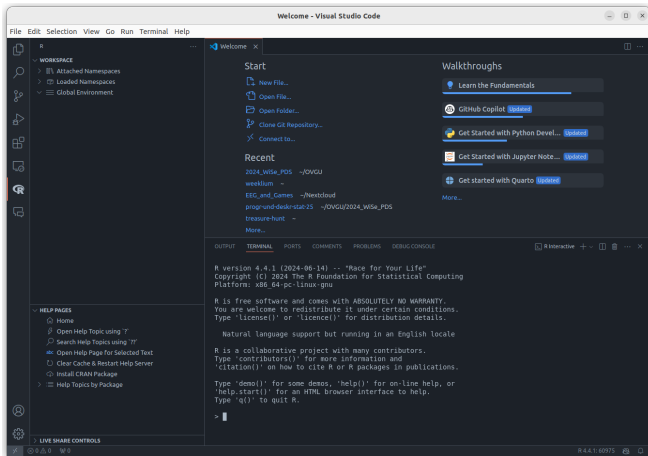 Welcome - Visual Studio Code
File Edit Selection View Go Run Terminal Help
R
WORKSPACE
Attached Namespaces
Loaded Namespaces
Global Environment
HELP PAGES
Home
Open Help Topic using `?`
Search Help Topics using `??`
Open Help Page for Selected Text
Clear Cache & Restart Help Server
Install CRAN Package
Help Topics by Package
LIVE SHARE CONTROLS
Welcome
Start
New File...
Open File...
Open Folder...
Clone Git Repository...
Connect to...
Recent
2024_WiSe_PDS ~/OVGU
weeklium ~
EEG_and_Games ~/Nextcloud
progr-und-deskr-stat-25 ~/OVGU/2024_WiSe_PDS
treasure-hunt ~
More...
Walkthroughs
Learn the Fundamentals
GitHub Copilot Updated
Get Started with Python Devel... Updated
Get Started with Jupyter Note... Updated
Get started with Quarto Updated
More...
OUTPUT TERMINAL PORTS COMMENTS PROBLEMS DEBUG CONSOLE R Interactive
R version 4.4.1 (2024-06-14) -- "Race for Your Life"
Copyright (C) 2024 The R Foundation for Statistical Computing
Platform: x86_64-pc-linux-gnu
R is free software and comes with ABSOLUTELY NO WARRANTY.
You are welcome to redistribute it under certain conditions.
Type 'license()' or 'licence()' for distribution details.
Natural language support but running in an English locale
R is a collaborative project with many contributors.
Type 'contributors()' for more information and
'citation()' on how to cite R or R packages in publications.
Type 'demo()' for some demos, 'help()' for on-line help, or
'help.start()' for an HTML browser interface to help.
Type 'q()' to quit R.
>
0 0 0 R 4.4.1: 60975